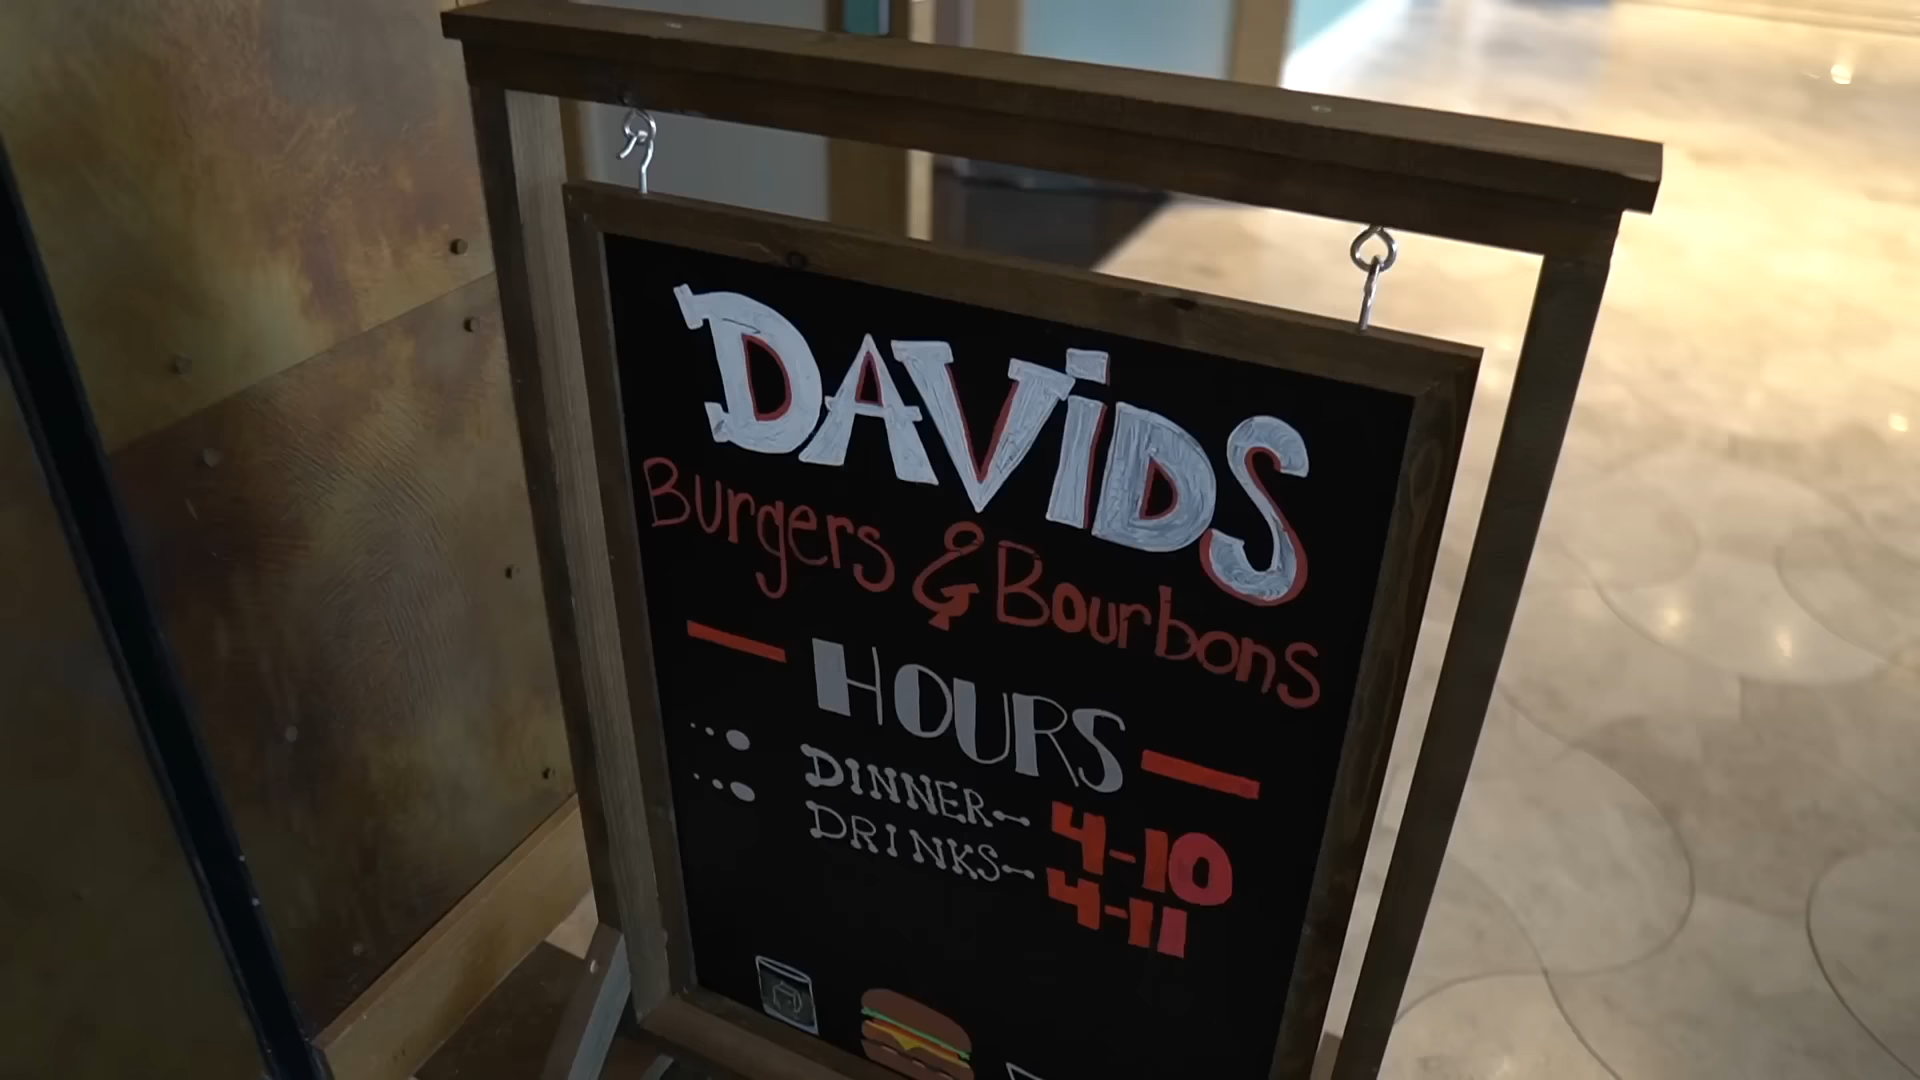 DAViDS
Burgers & Bourbons
HOURS
DINNER 4-10
DRINKS 4-11